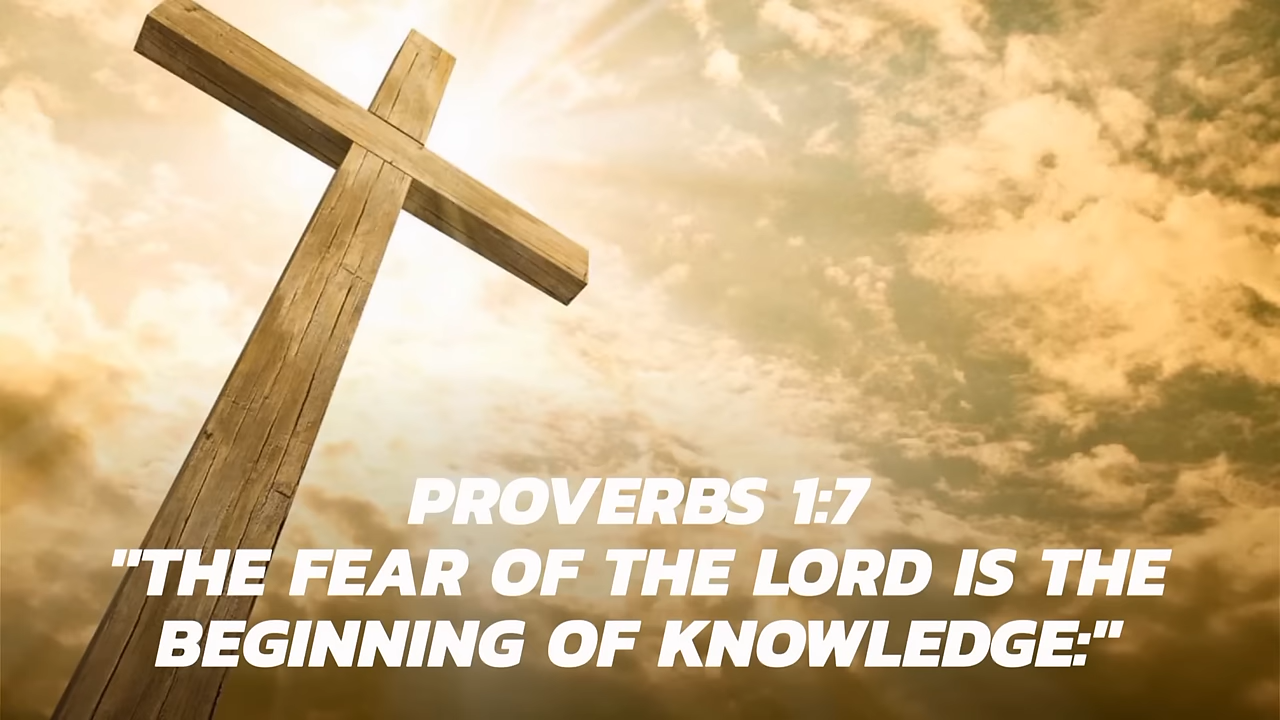 PROVERBS 1:7
"THE FEAR OF THE LORD IS THE
BEGINNING OF KNOWLEDGE:"